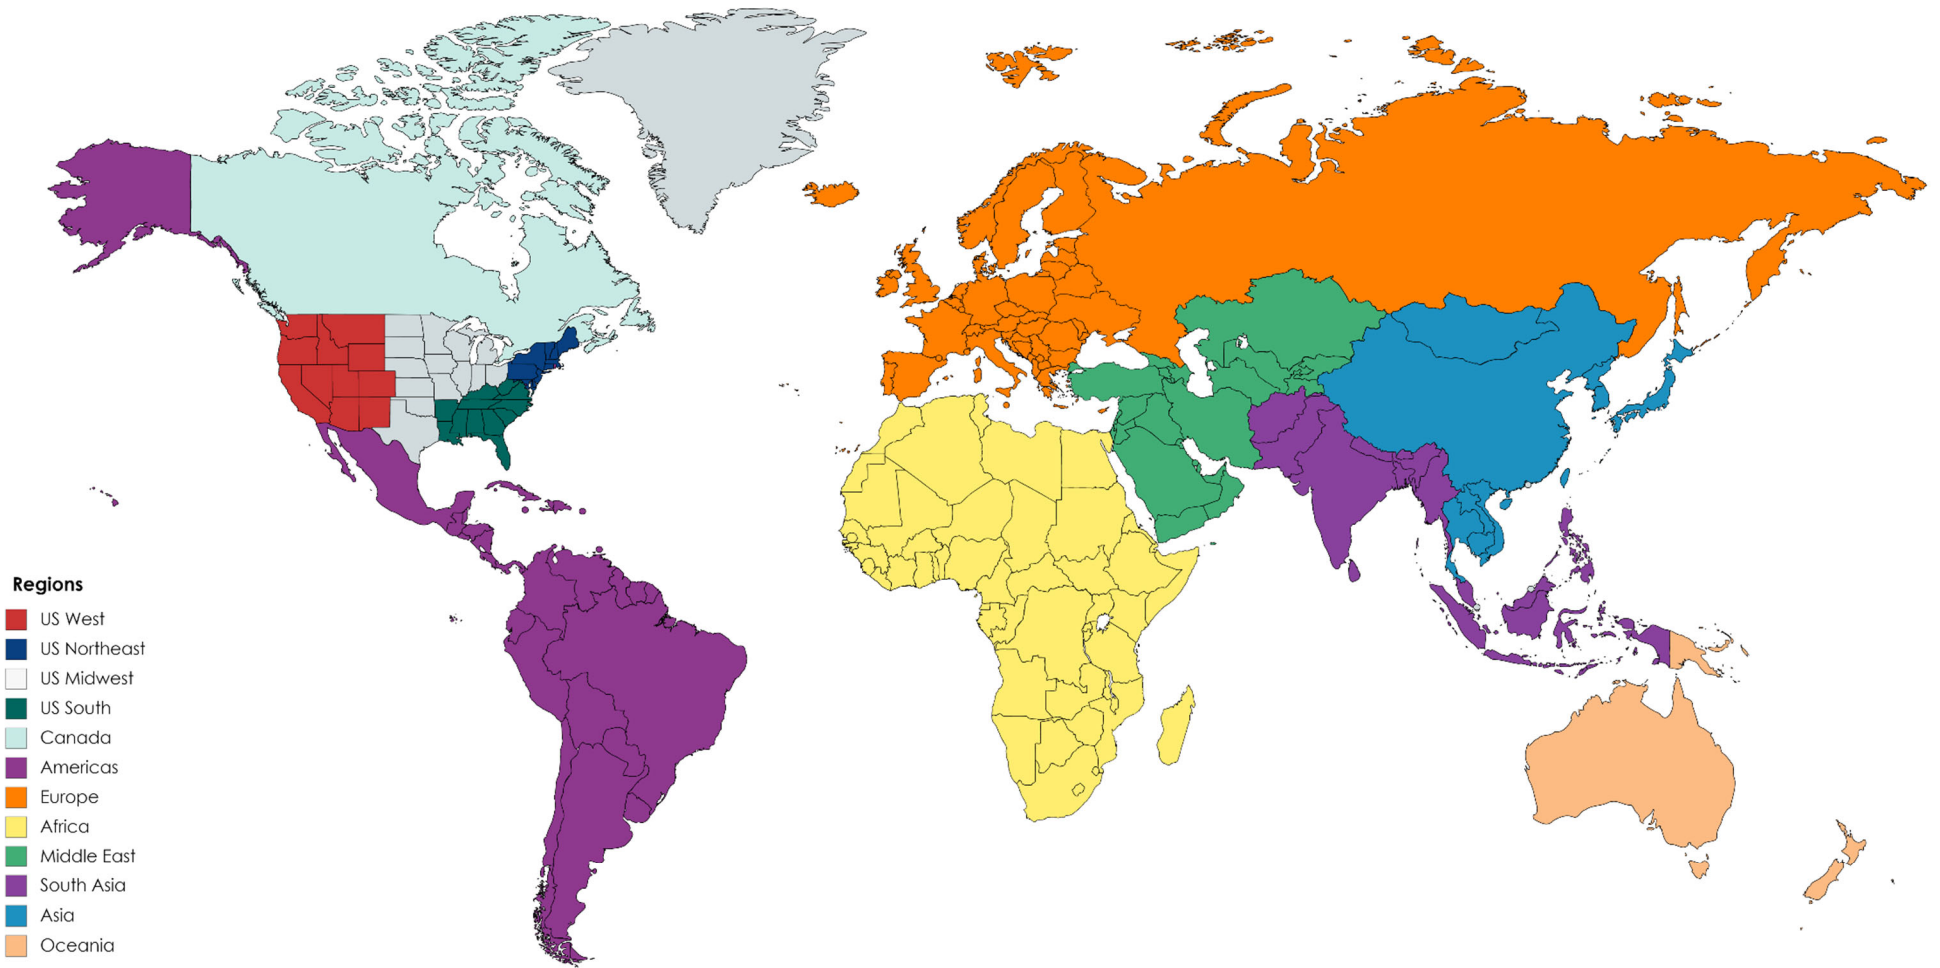 Regions
US West
US Northeast
US Midwest
US South
Canada
Americas
Europe
Africa
Middle East
South Asia
Asia
Oceania